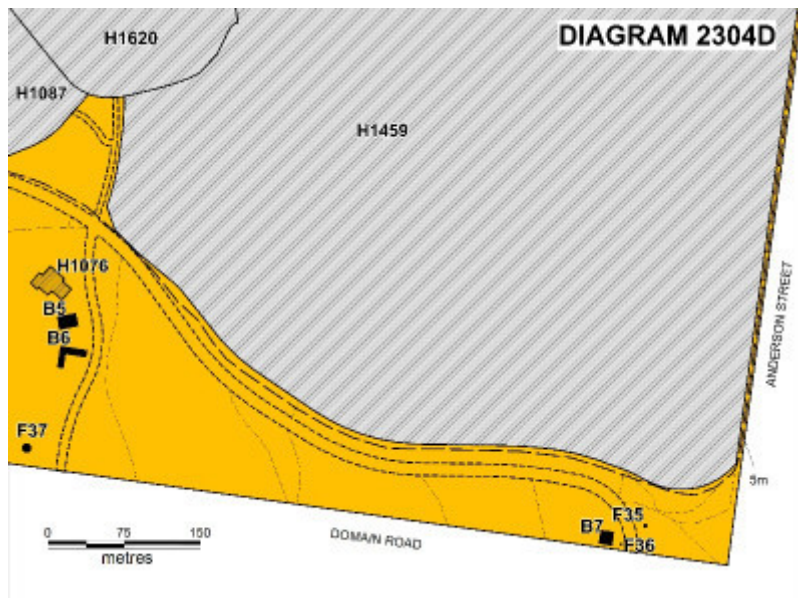 DIAGRAM 2304D
H1620
H1087
H1459
H1076
B5
B6
F37
ANDERSON STREET
5m
F35
B7
F36
DOMAIN ROAD
0 75 150
metres